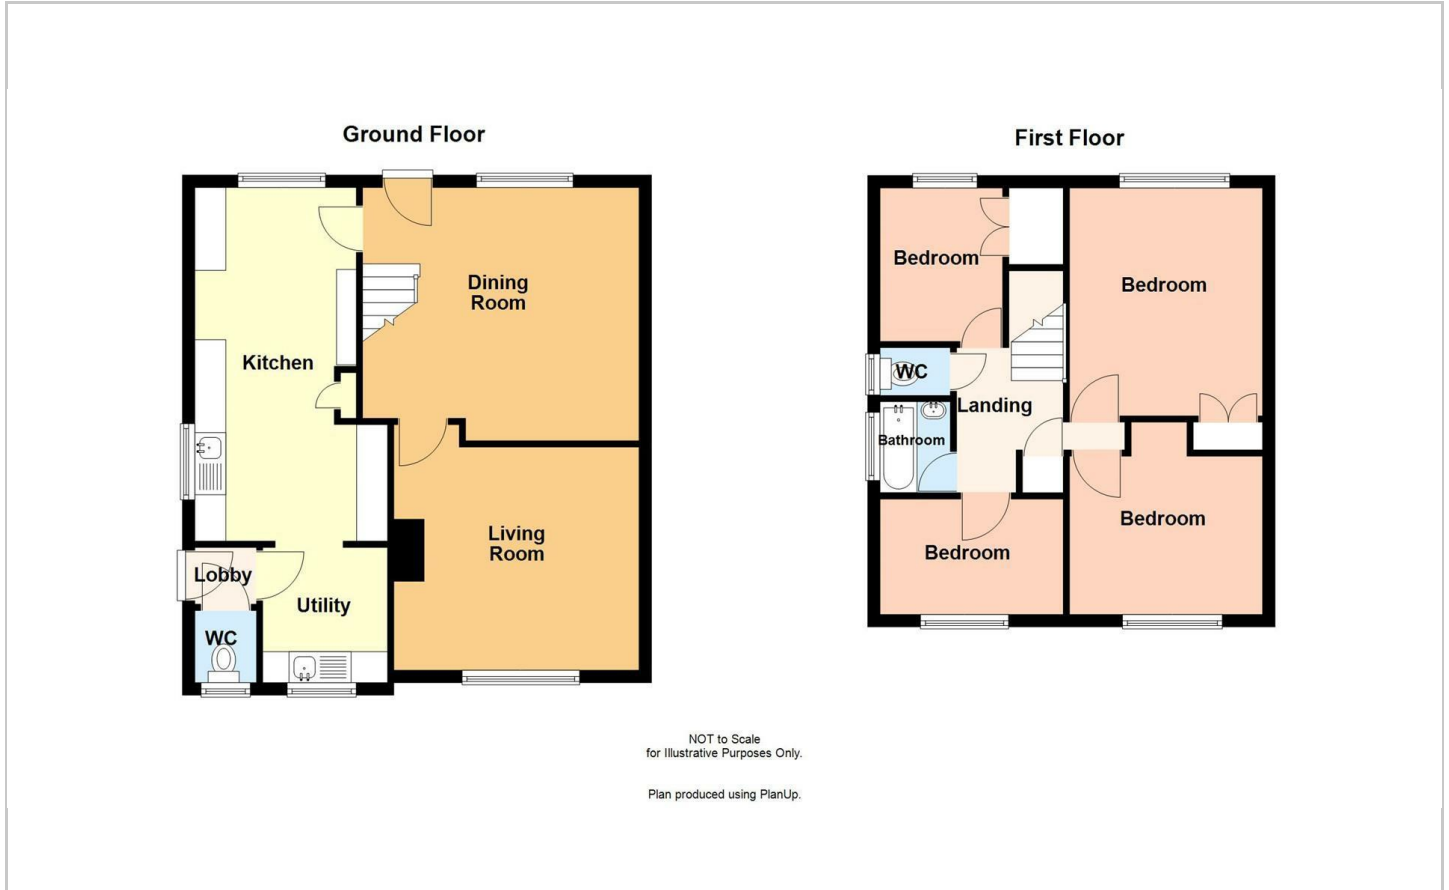 Ground Floor
Dining
Room
Kitchen
Living
Room
Lobby
Utility
WC
First Floor
Bedroom
Bedroom
WC
Landing
Bathroom
Bedroom
Bedroom
NOT to Scale
for Illustrative Purposes Only.
Plan produced using PlanUp.